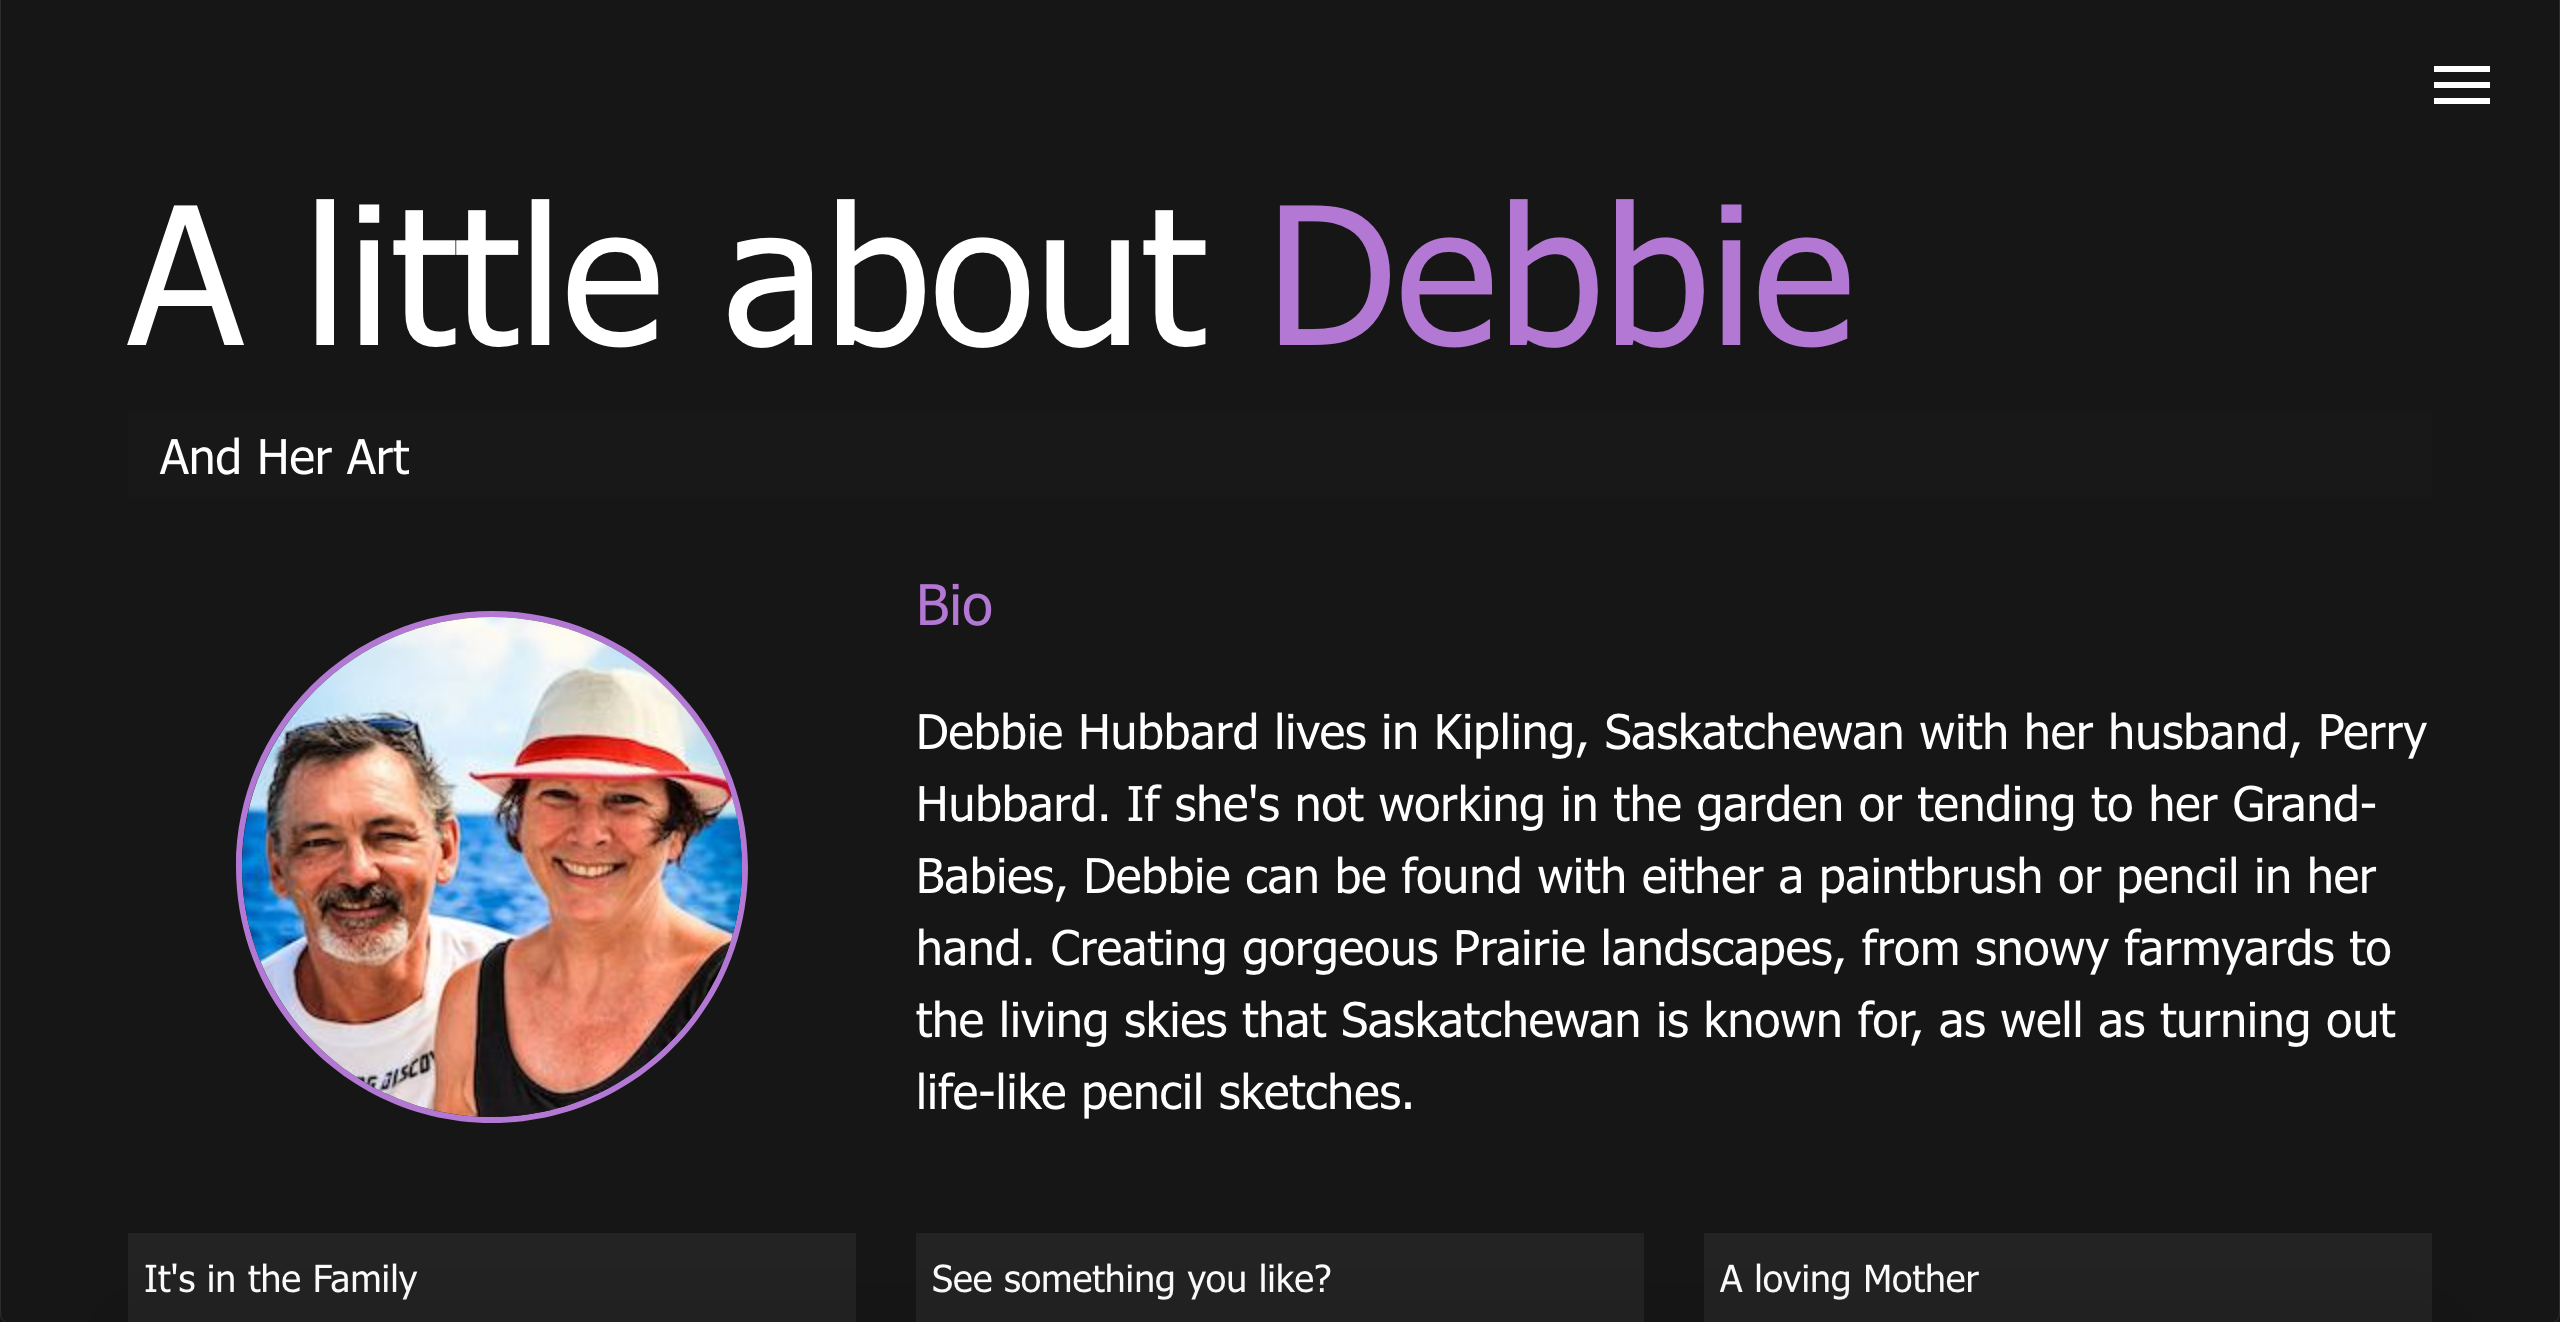 A little about Debbie
And Her Art
Bio
Debbie Hubbard lives in Kipling, Saskatchewan with her husband, Perry
Hubbard. If she's not working in the garden or tending to her Grand-
Babies, Debbie can be found with either a paintbrush or pencil in her
hand. Creating gorgeous Prairie landscapes, from snowy farmyards to
the living skies that Saskatchewan is known for, as well as turning out
life-like pencil sketches.
It's in the Family
See something you like?
A loving Mother